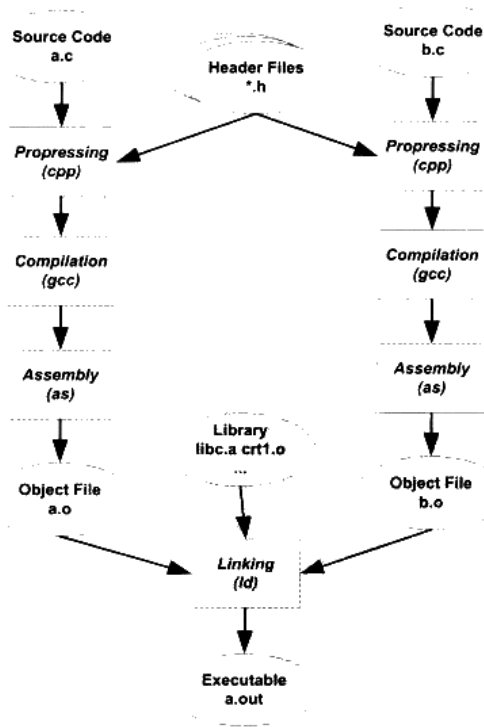 Source Code
a.c
Header Files
*.h
Source Code
b.c
Propressing
(cpp)
Propressing
(cpp)
Compilation
(gcc)
Compilation
(gcc)
Assembly
(as)
Assembly
(as)
Library
libc.a crt1.o
...
Object File
a.o
Object File
b.o
Linking
(ld)
Executable
a.out